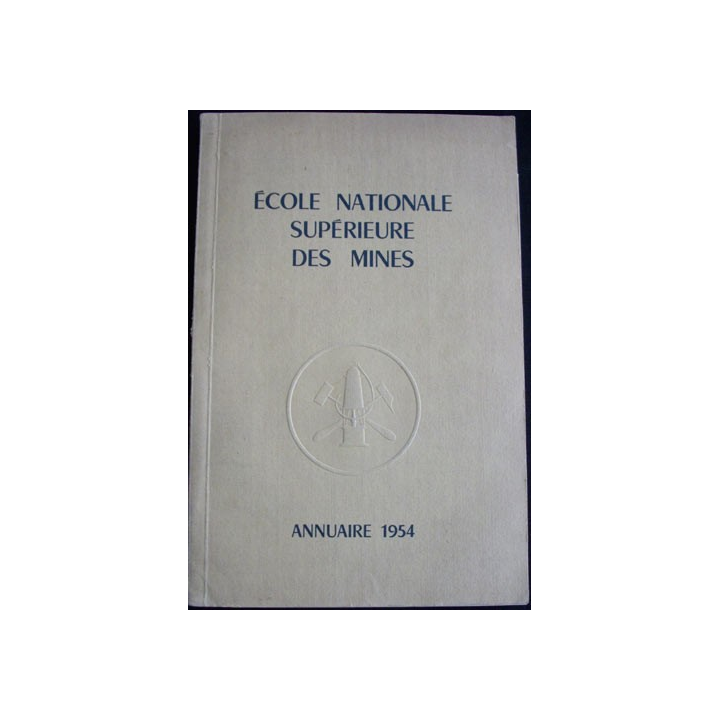 ÉCOLE NATIONALE
SUPÉRIEURE
DES MINES
ANNUAIRE 1954